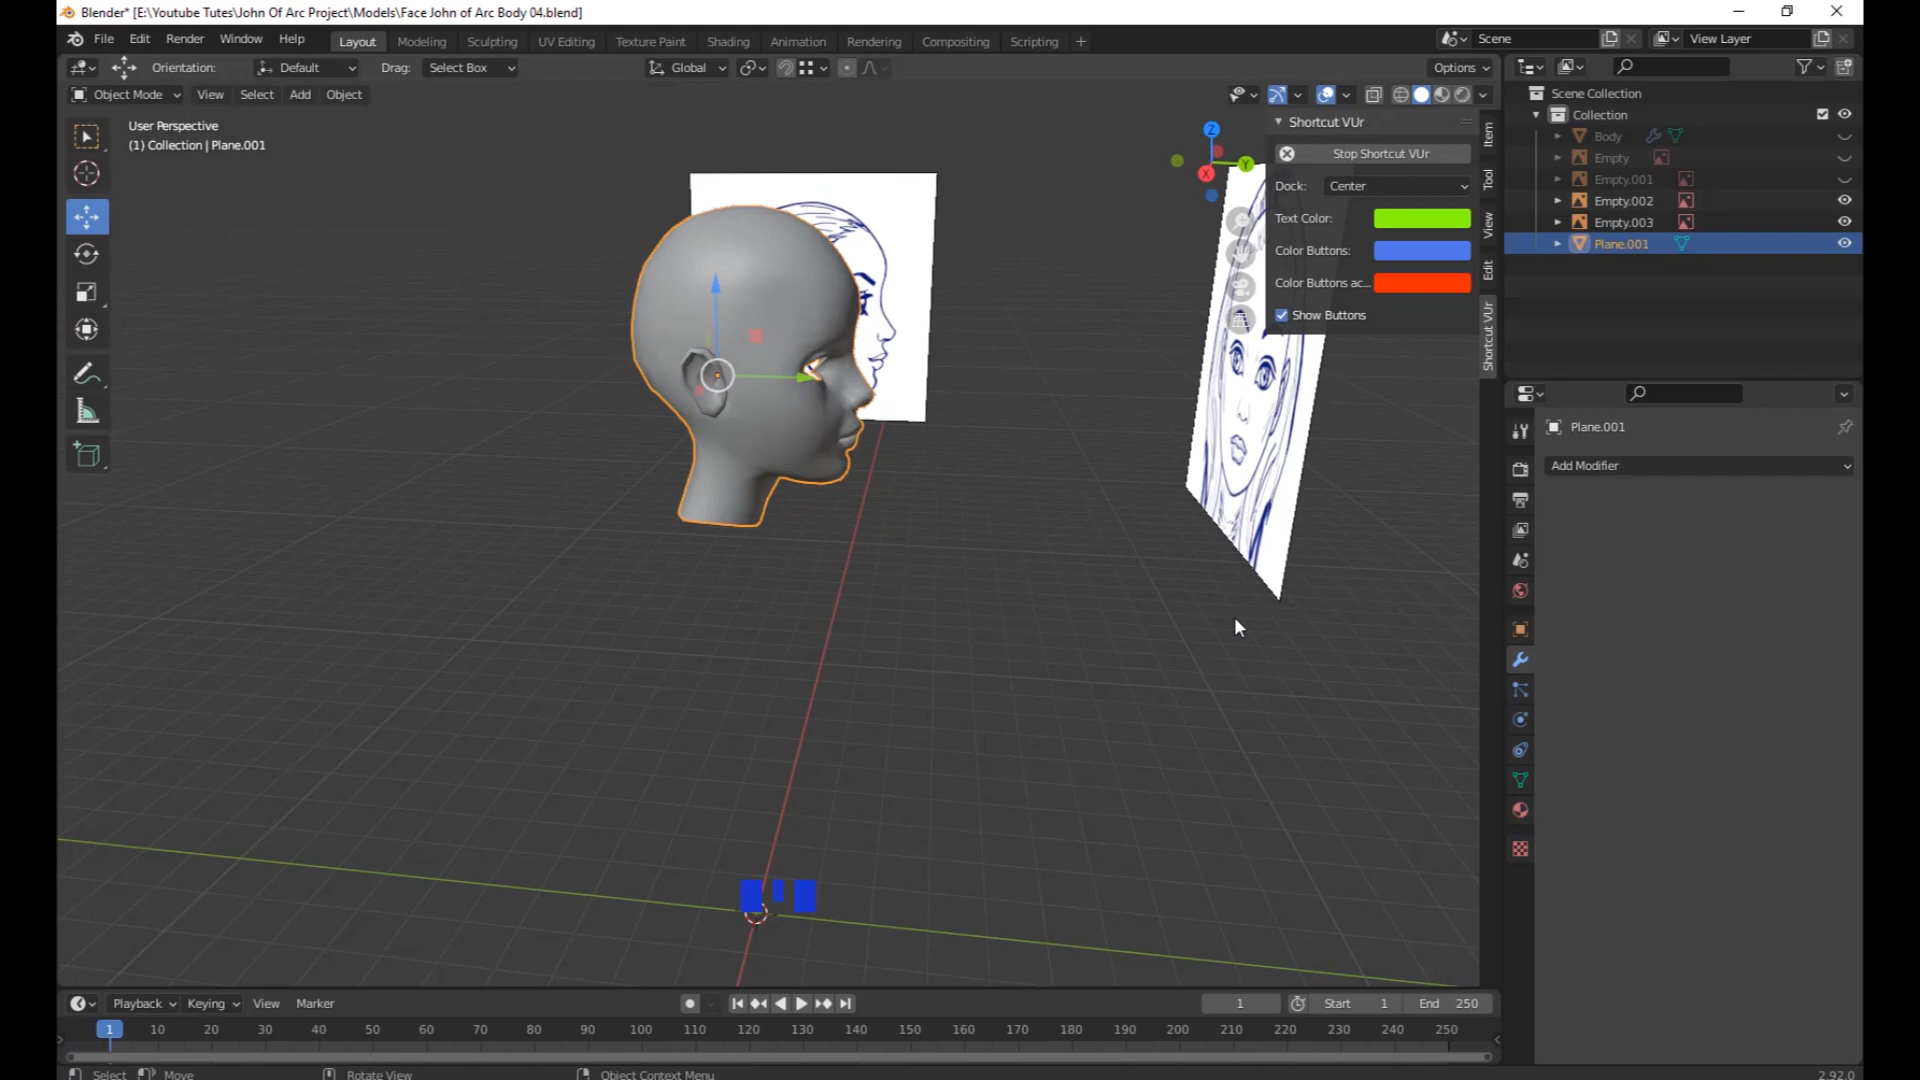 Blender* [E:\Youtube Tutes\John Of Arc Project\Models\Face John of Arc Body 04.blend]
File Edit Render Window Help Layout Modeling Sculpting UV Editing Texture Paint Shading Animation Rendering Compositing Scripting + Scene View Layer
Orientation: Default Drag: Select Box Global Options
Object Mode View Select Add Object
User Perspective
(1) Collection | Plane.001
Z
Y
X
Shortcut VUr
Stop Shortcut VUr
Dock: Center
Text Color:
Color Buttons:
Color Buttons ac...
Show Buttons
Item
Tool
View
Edit
Shortcut VUr
Scene Collection
Collection
Body
Empty
Empty.001
Empty.002
Empty.003
Plane.001
Plane.001
Add Modifier
Playback Keying View Marker 1 Start 1 End 250
1 10 20 30 40 50 60 70 80 90 100 110 120 130 140 150 160 170 180 190 200 210 220 230 240 250
Select Move Rotate View Object Context Menu 2.92.0